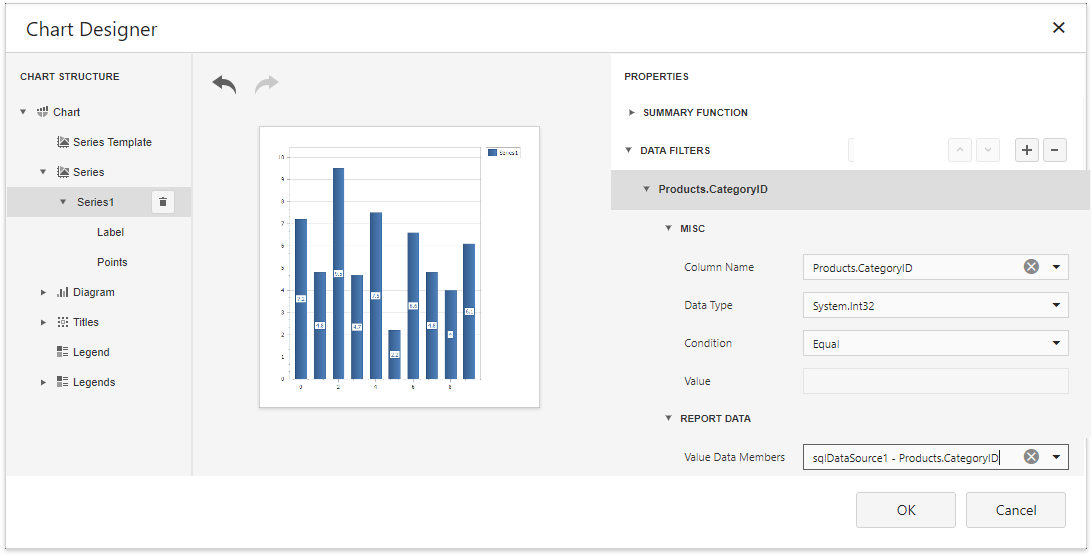 Chart Designer
CHART STRUCTURE
Chart
Series Template
Series
Series1
Label
Points
Diagram
Titles
Legend
Legends
Series1
10
9
8
7
6
5
4
3
2
1
0
7.2
4.8
9.5
4.7
7.5
2.2
6.6
4.8
4
6.1
0
2
4
6
8
PROPERTIES
SUMMARY FUNCTION
DATA FILTERS
Products.CategoryID
MISC
Column Name Products.CategoryID
Data Type System.Int32
Condition Equal
Value
REPORT DATA
Value Data Members sqlDataSource1 - Products.CategoryID
OK Cancel